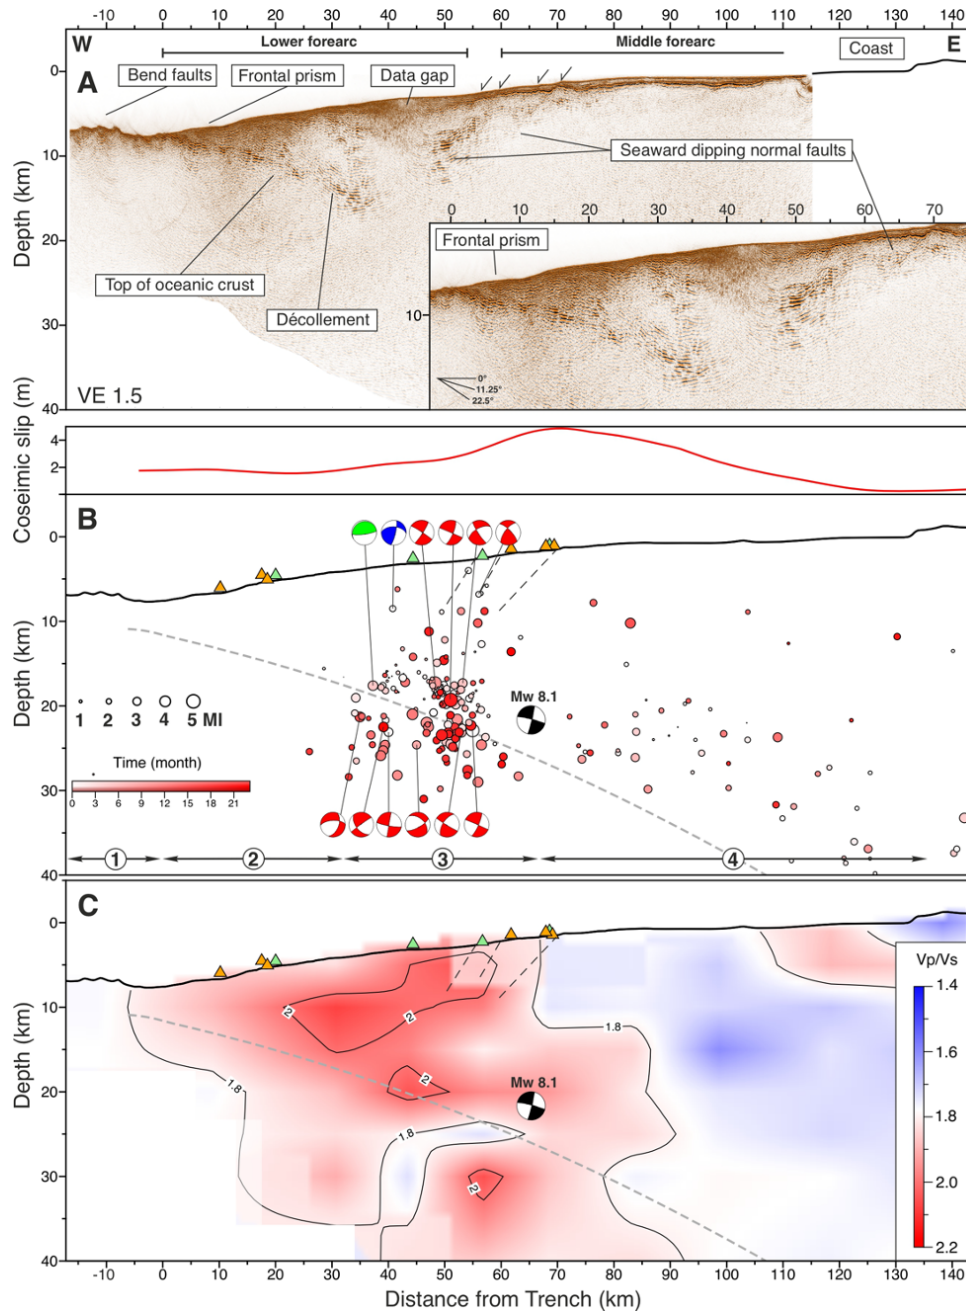 -10 0 10 20 30 40 50 60 70 80 90 100 110 120 130 140
W Lower forearc Middle forearc Coast E
A
Bend faults Frontal prism Data gap
Seaward dipping normal faults
Top of oceanic crust
Décollement
0 10 20 30 40 50 60 70
Frontal prism
10
0°
11.25°
22.5°
VE 1.5
0
10
20
30
40
Depth (km)
Coseimic slip (m)
4
2
B
0
10
20
30
40
Depth (km)
Mw 8.1
1 2 3 4 5 Ml
Time (month)
0 3 6 9 12 15 18 21
1 2 3 4
C
0
10
20
30
40
Depth (km)
2
2
1.8
1.8
2
Mw 8.1
1.8
2
Vp/Vs
1.4
1.6
1.8
2.0
2.2
-10 0 10 20 30 40 50 60 70 80 90 100 110 120 130 140
Distance from Trench (km)